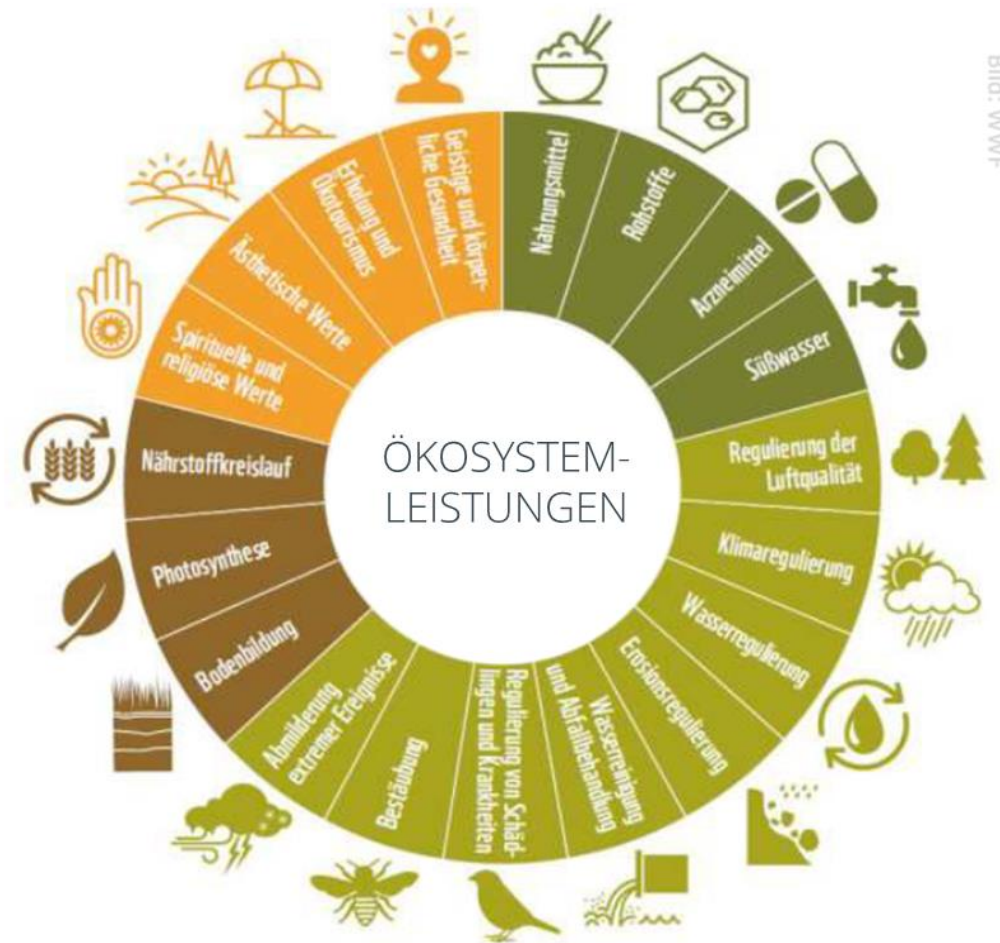 ÖKOSYSTEM-
LEISTUNGEN
Nahrungsmittel
Rohstoffe
Arzneimittel
Süßwasser
Regulierung der
Luftqualität
Klimaregulierung
Wasserregulierung
Erosionsregulierung
Wasserreinigung
und Abfallbehandlung
Regulierung von Schäd-
lingen und Krankheiten
Bestäubung
Abmilderung
extremer Ereignisse
Bodenbildung
Photosynthese
Nährstoffkreislauf
Spirituelle und
religiöse Werte
Ästhetische Werte
Erholung und
Ökotourismus
Geistige und körper-
liche Gesundheit
Bild: WWF